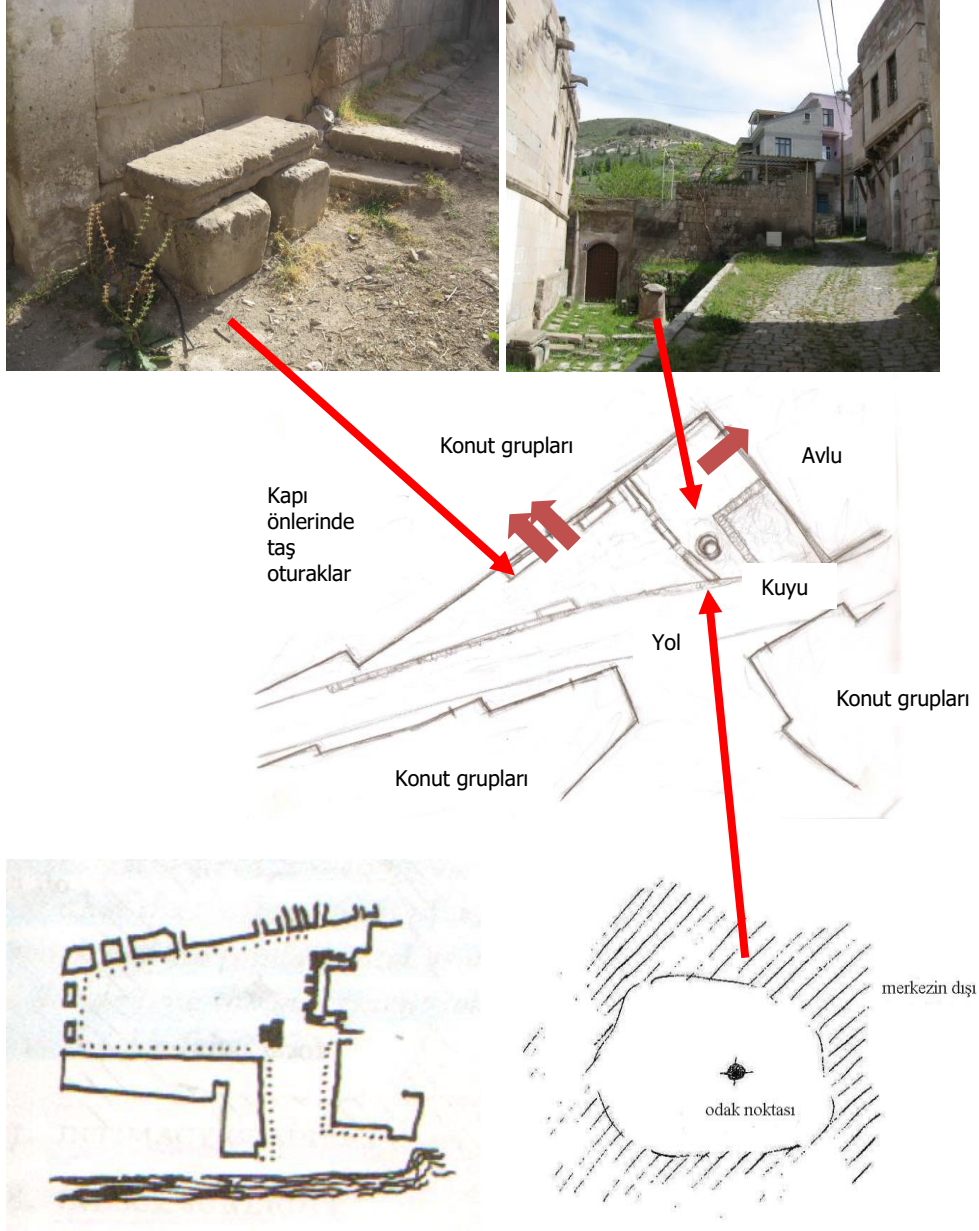 Konut grupları
Avlu
Kapı
önlerinde
taş
oturaklar
Kuyu
Yol
Konut grupları
Konut grupları
merkezin dışı
odak noktası